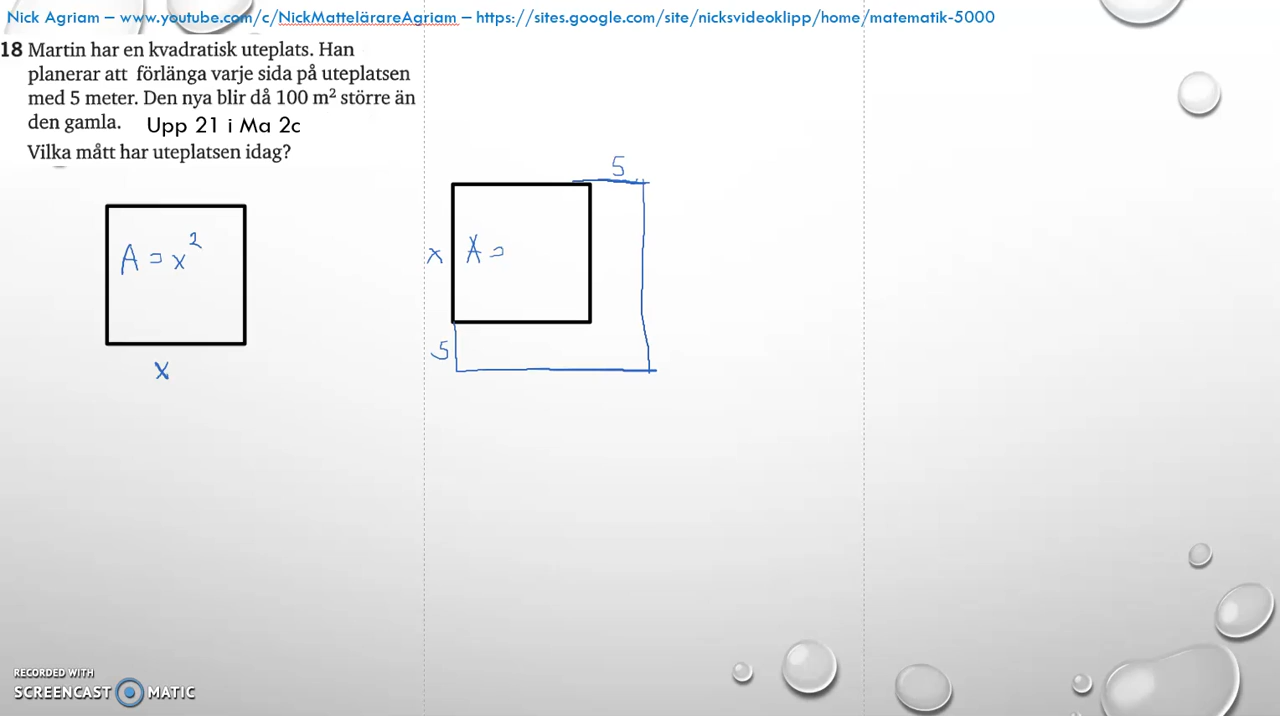 Nick Agriam – www.youtube.com/c/NickMattelärareAgriam – https://sites.google.com/site/nicksvideoklipp/home/matematik-5000
18 Martin har en kvadratisk uteplats. Han
planerar att förlänga varje sida på uteplatsen
med 5 meter. Den nya blir då 100 m² större än
den gamla. Upp 21 i Ma 2c
Vilka mått har uteplatsen idag?
5
A = x²
x A =
5
x
RECORDED WITH
SCREENCAST MATIC